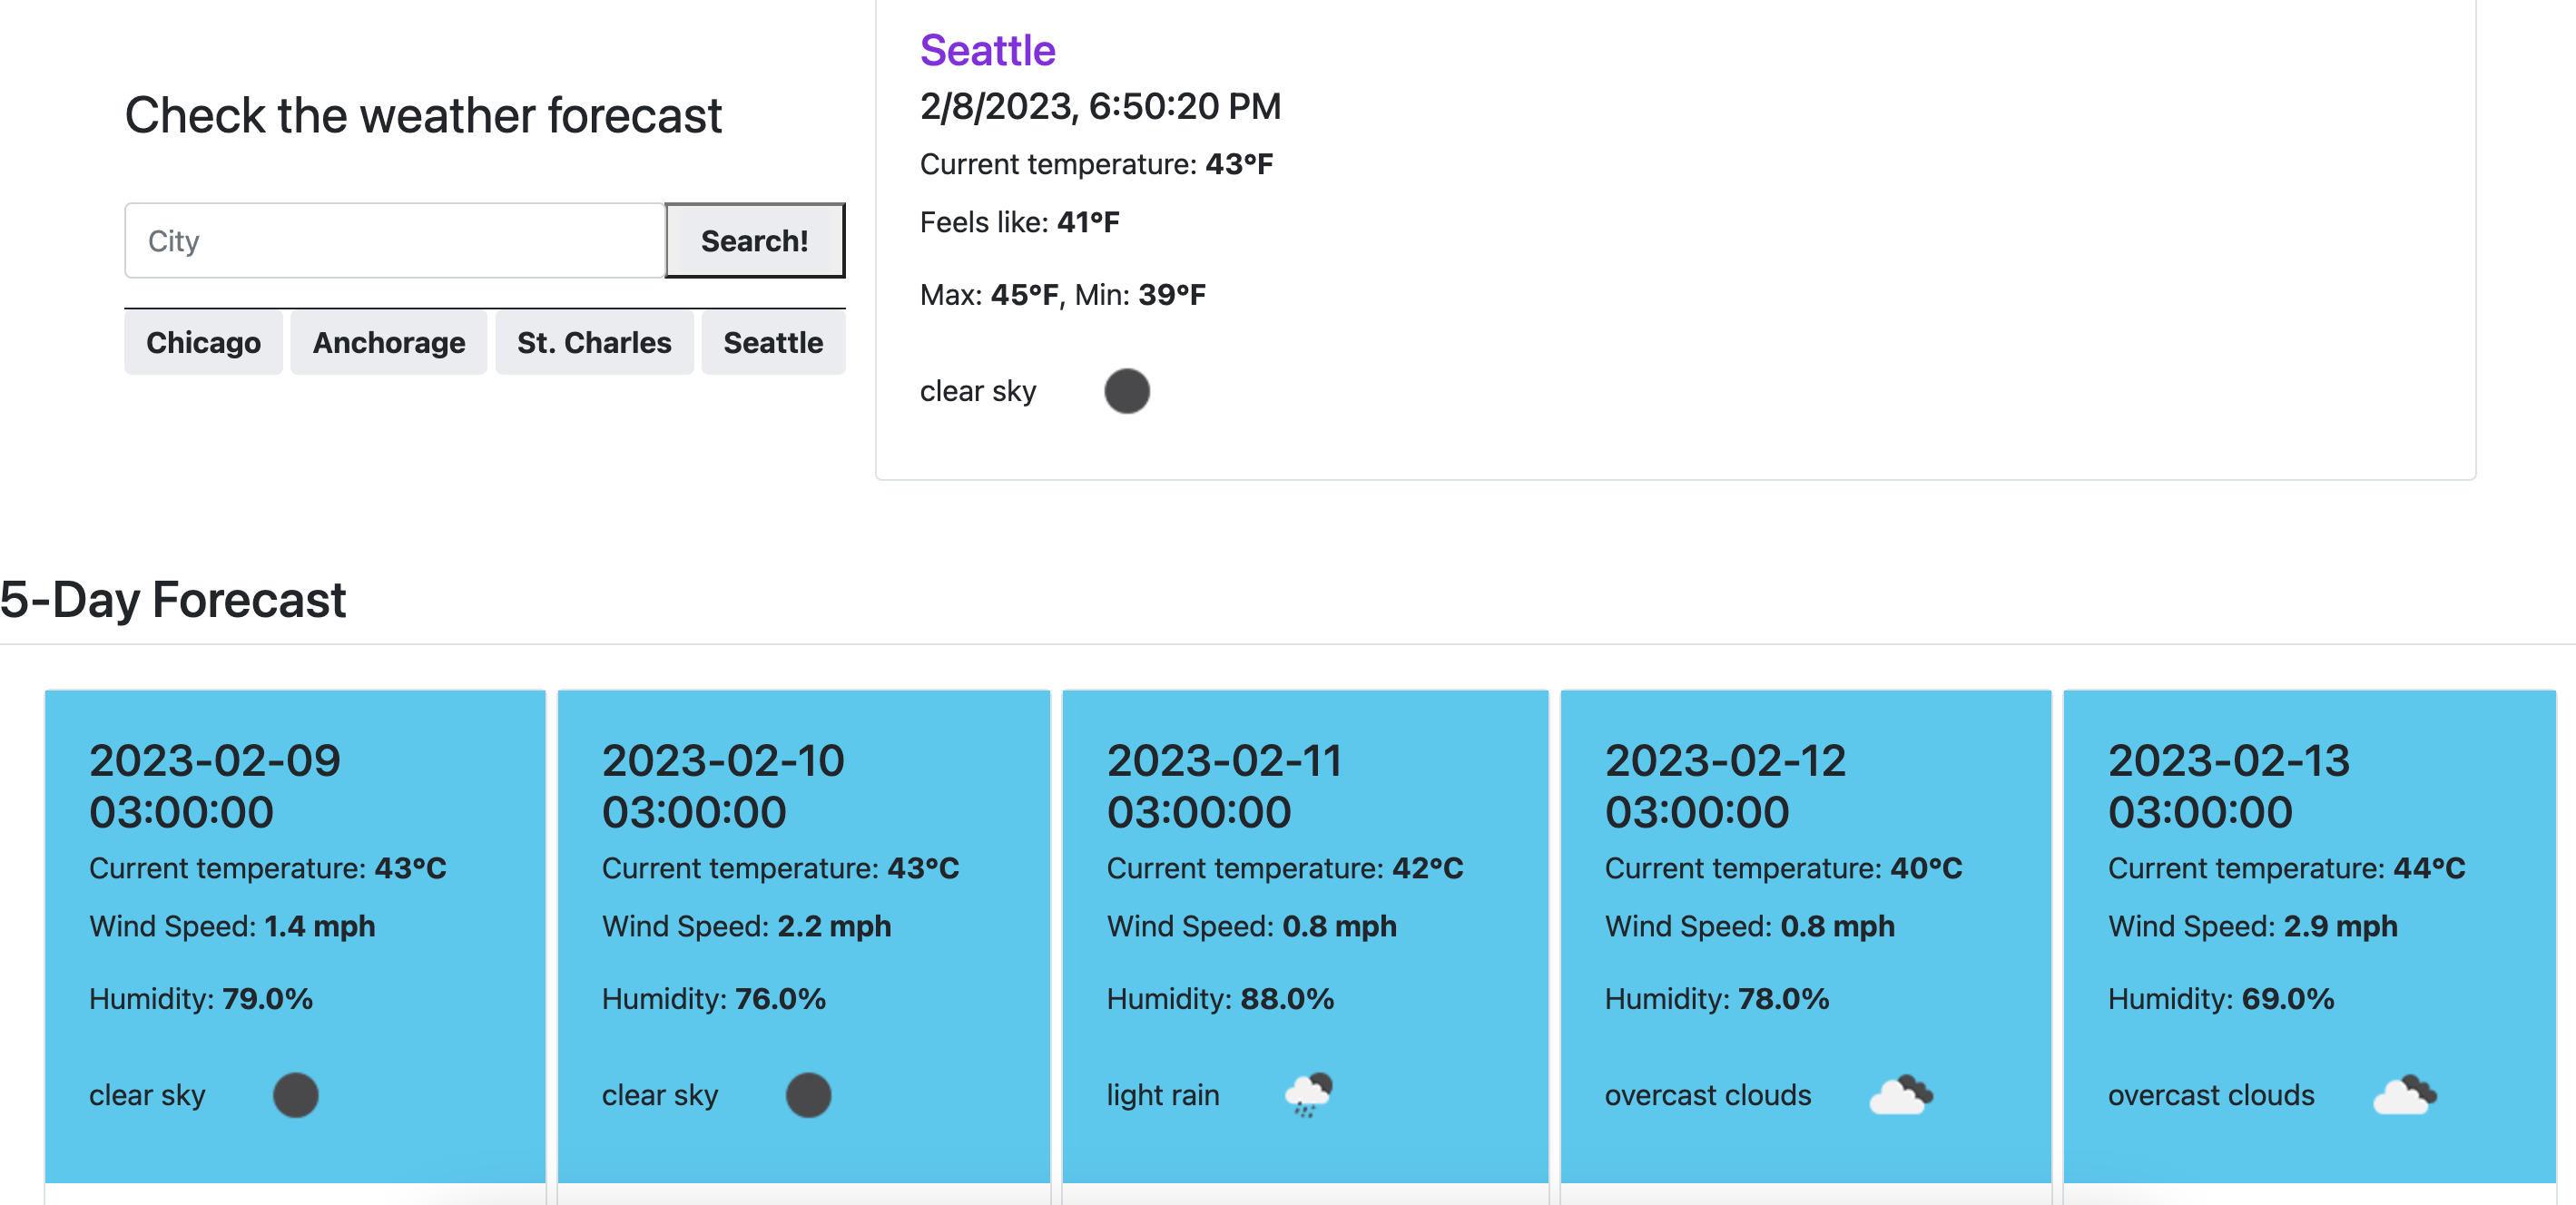 Check the weather forecast
City
Search!
Chicago Anchorage St. Charles Seattle
Seattle
2/8/2023, 6:50:20 PM
Current temperature: 43°F
Feels like: 41°F
Max: 45°F, Min: 39°F
clear sky
5-Day Forecast
2023-02-09
03:00:00
Current temperature: 43°C
Wind Speed: 1.4 mph
Humidity: 79.0%
clear sky
2023-02-10
03:00:00
Current temperature: 43°C
Wind Speed: 2.2 mph
Humidity: 76.0%
clear sky
2023-02-11
03:00:00
Current temperature: 42°C
Wind Speed: 0.8 mph
Humidity: 88.0%
light rain
2023-02-12
03:00:00
Current temperature: 40°C
Wind Speed: 0.8 mph
Humidity: 78.0%
overcast clouds
2023-02-13
03:00:00
Current temperature: 44°C
Wind Speed: 2.9 mph
Humidity: 69.0%
overcast clouds